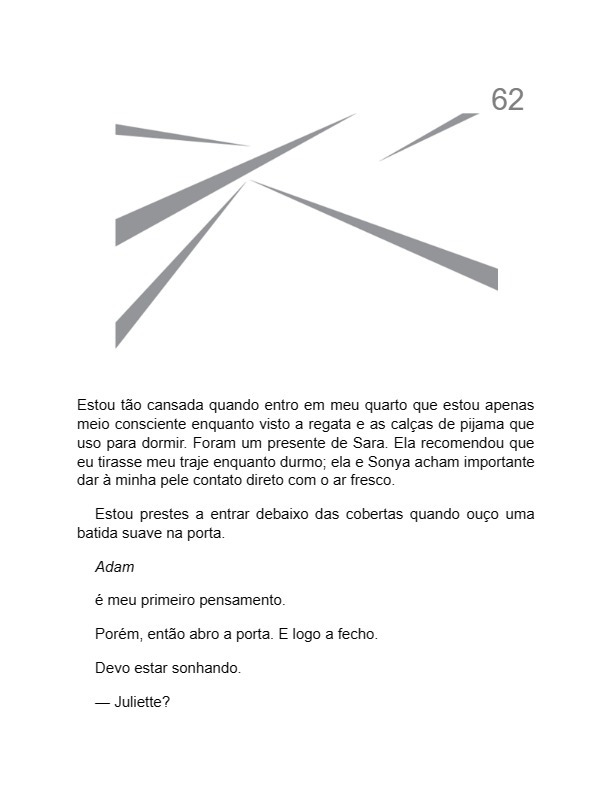 62
Estou tão cansada quando entro em meu quarto que estou apenas
meio consciente enquanto visto a regata e as calças de pijama que
uso para dormir. Foram um presente de Sara. Ela recomendou que
eu tirasse meu traje enquanto durmo; ela e Sonya acham importante
dar à minha pele contato direto com o ar fresco.
Estou prestes a entrar debaixo das cobertas quando ouço uma
batida suave na porta.
Adam
é meu primeiro pensamento.
Porém, então abro a porta. E logo a fecho.
Devo estar sonhando.
— Juliette?